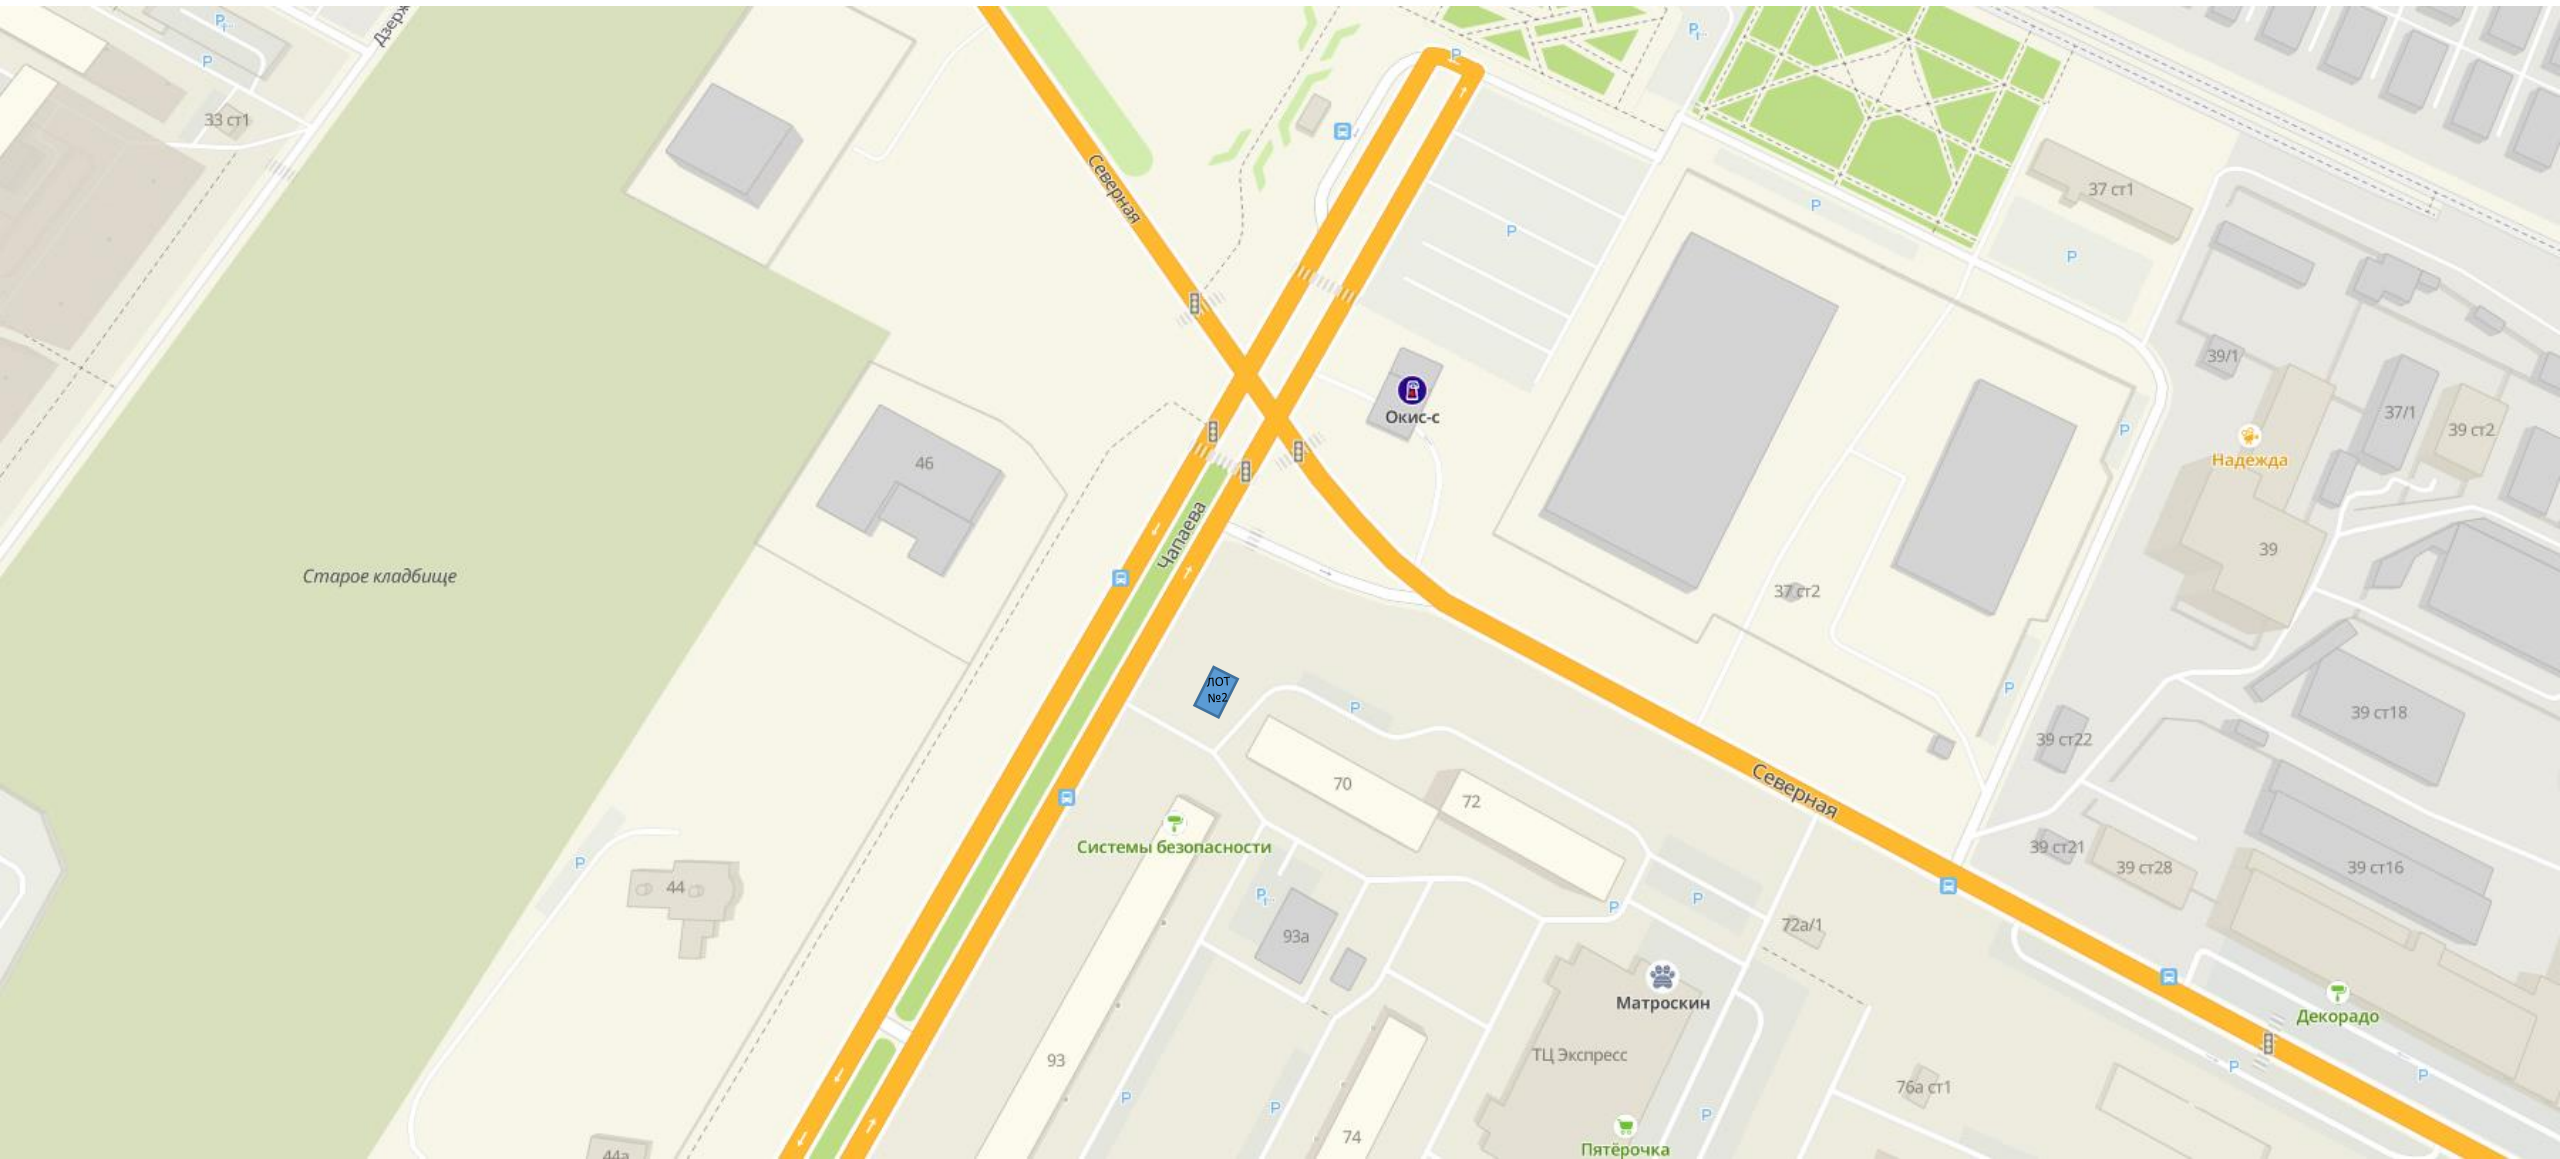 Р
Р
33 ст1
Дзерж
Северная
Р
Р
Р
Р
Р
37 ст1
Р
39/1
37/1
39 ст2
Надежда
39
Р
Окис-с
46
Чапаева
Старое кладбище
37 ст2
ЛОТ
№2
Р
Р
39 ст18
39 ст22
70
72
Северная
Системы безопасности
Р
44
39 ст21
39 ст28
39 ст16
Р
93а
Р
Р
72а/1
Матроскин
Декорадо
ТЦ Экспресс
93
Р
Р
76а ст1
Р
Р
Р
74
Пятёрочка
44а